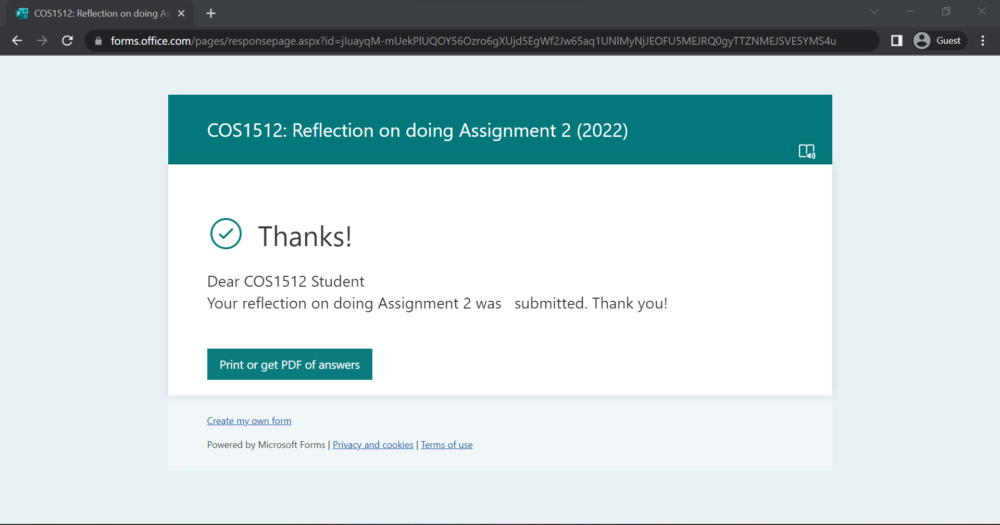 COS1512: Reflection on doing As
forms.office.com/pages/responsepage.aspx?id=jIuayqM-mUekPlUQOY56Ozro6gXUjd5EgWf2Jw65aq1UNlMyNjJEOFU5MEJRQ0gyTTZNMEJSVE5YMS4u
Guest
COS1512: Reflection on doing Assignment 2 (2022)
Thanks!
Dear COS1512 Student
Your reflection on doing Assignment 2 was   submitted. Thank you!
Print or get PDF of answers
Create my own form
Powered by Microsoft Forms | Privacy and cookies | Terms of use